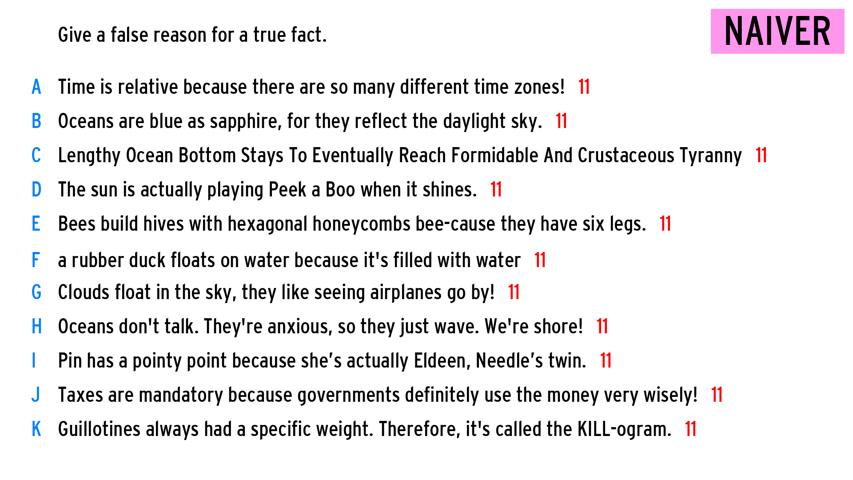 Give a false reason for a true fact.
NAIVER
A Time is relative because there are so many different time zones! 11
B Oceans are blue as sapphire, for they reflect the daylight sky. 11
C Lengthy Ocean Bottom Stays To Eventually Reach Formidable And Crustaceous Tyranny 11
D The sun is actually playing Peek a Boo when it shines. 11
E Bees build hives with hexagonal honeycombs bee-cause they have six legs. 11
F a rubber duck floats on water because it's filled with water 11
G Clouds float in the sky, they like seeing airplanes go by! 11
H Oceans don't talk. They're anxious, so they just wave. We're shore! 11
I Pin has a pointy point because she’s actually Eldeen, Needle’s twin. 11
J Taxes are mandatory because governments definitely use the money very wisely! 11
K Guillotines always had a specific weight. Therefore, it's called the KILL-ogram. 11